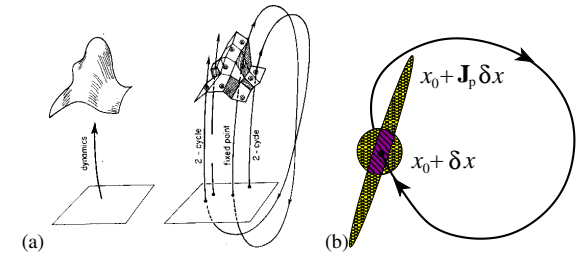 dynamics
2 - cycle
fixed point
2 - cycle
(a)
x₀ + Jₚ δx
x₀ + δx
(b)